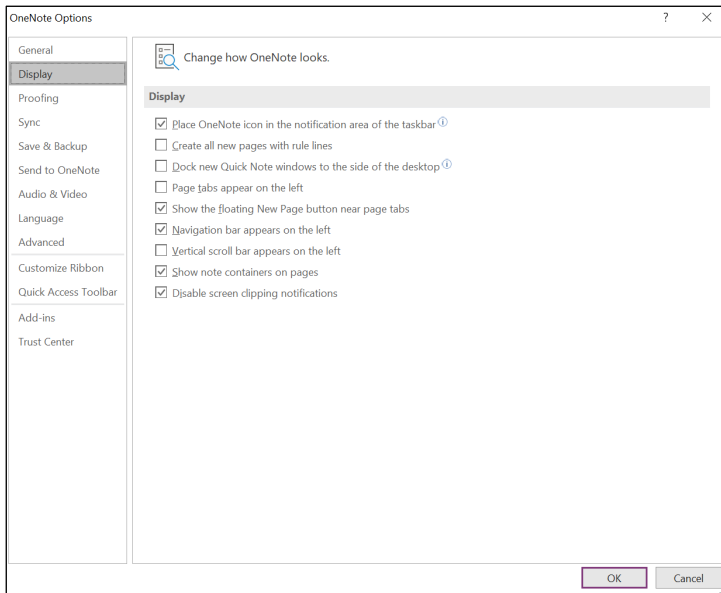 OneNote Options
?
General
Display
Proofing
Sync
Save & Backup
Send to OneNote
Audio & Video
Language
Advanced
Customize Ribbon
Quick Access Toolbar
Add-ins
Trust Center
Change how OneNote looks.
Display
Place OneNote icon in the notification area of the taskbar
Create all new pages with rule lines
Dock new Quick Note windows to the side of the desktop
Page tabs appear on the left
Show the floating New Page button near page tabs
Navigation bar appears on the left
Vertical scroll bar appears on the left
Show note containers on pages
Disable screen clipping notifications
OK
Cancel